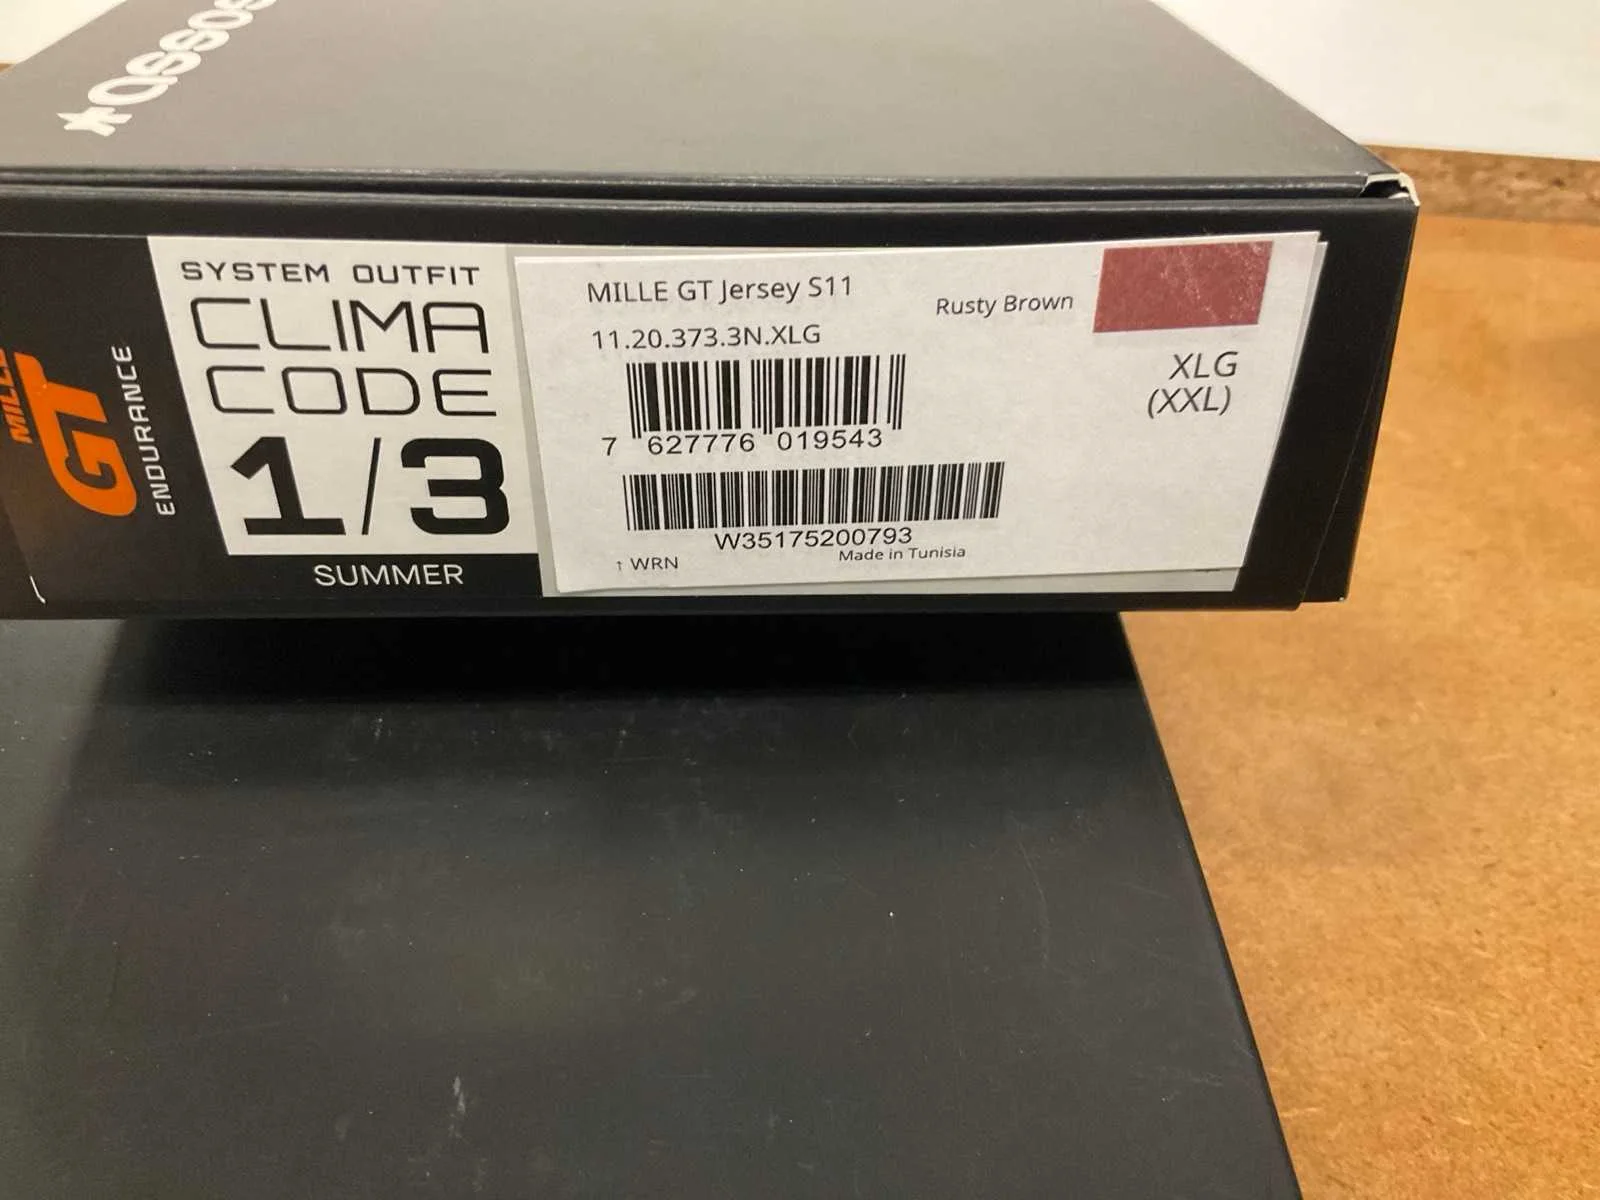 ASSOS
MILLE
GT
ENDURANCE
SYSTEM OUTFIT
CLIMA
CODE
1/3
SUMMER
MILLE GT Jersey S11
11.20.373.3N.XLG
Rusty Brown
XLG
(XXL)
7 627776 019543
W35175200793
↑ WRN
Made in Tunisia